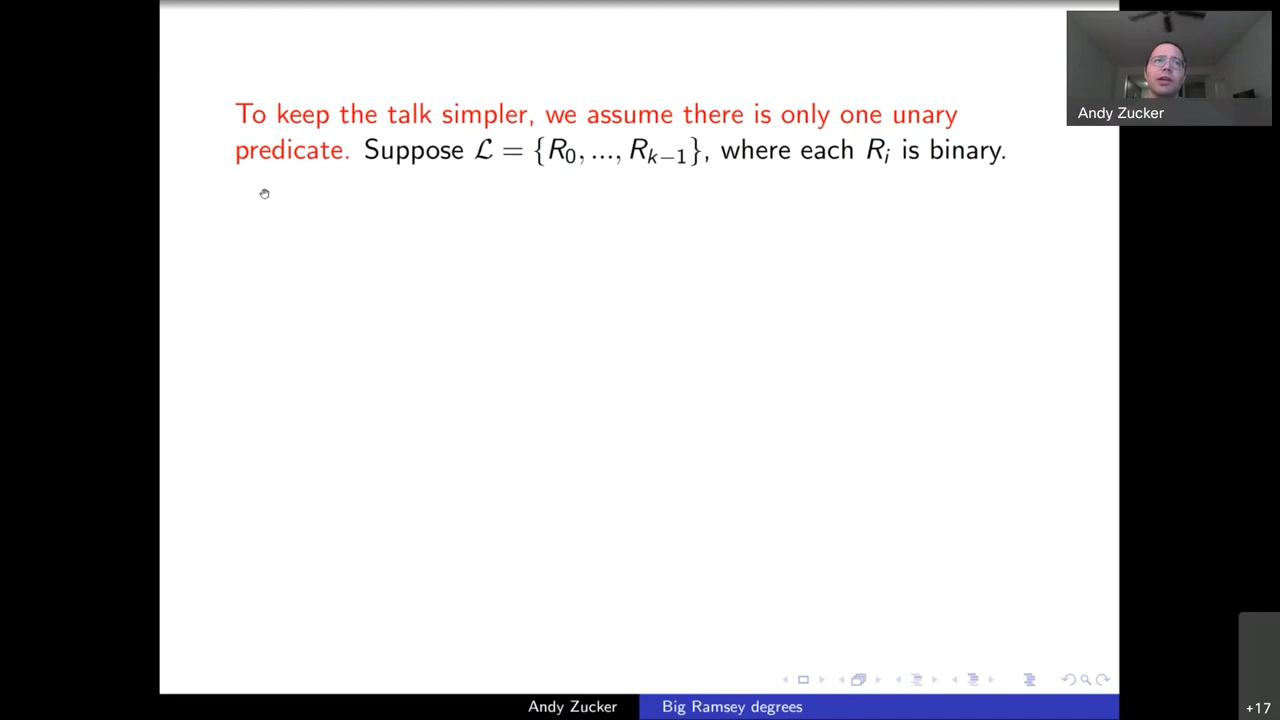 To keep the talk simpler, we assume there is only one unary
predicate. Suppose ℒ = {R₀, ..., Rₖ₋₁}, where each Rᵢ is binary.
Andy Zucker
Andy Zucker
Big Ramsey degrees
+17